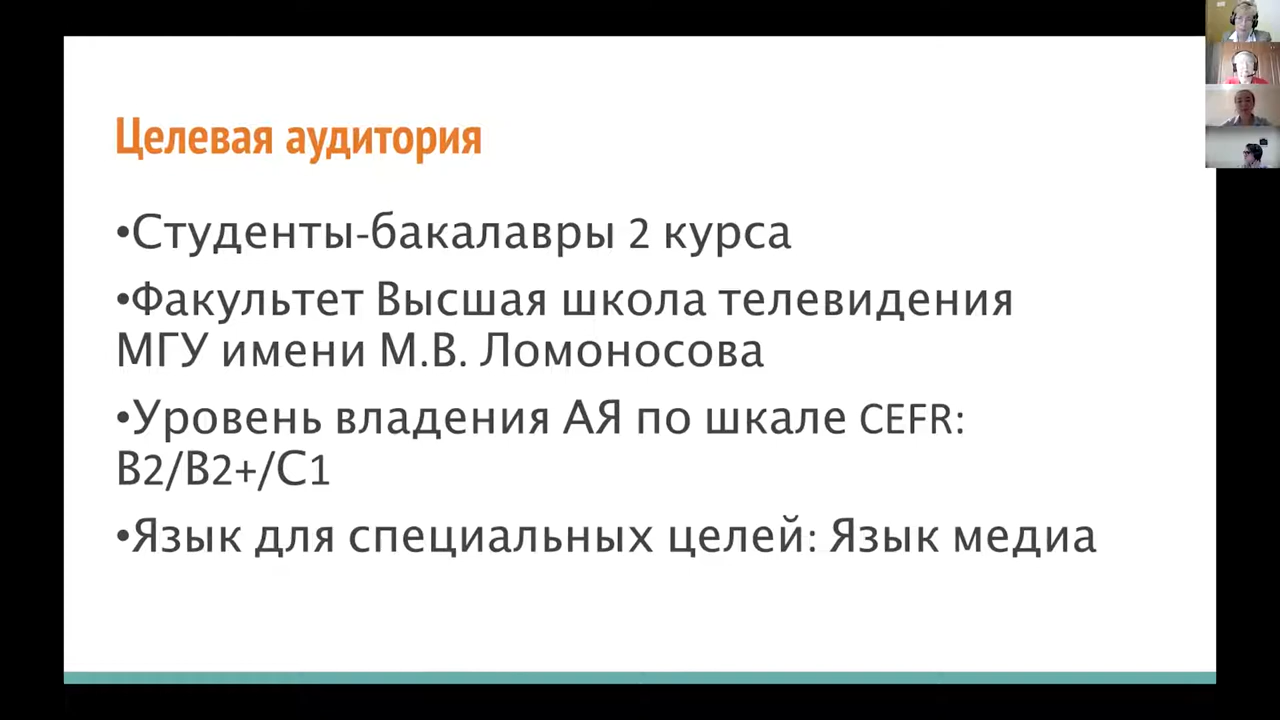 Целевая аудитория
•Студенты-бакалавры 2 курса
•Факультет Высшая школа телевидения
МГУ имени М.В. Ломоносова
•Уровень владения АЯ по шкале CEFR:
B2/B2+/C1
•Язык для специальных целей: Язык медиа